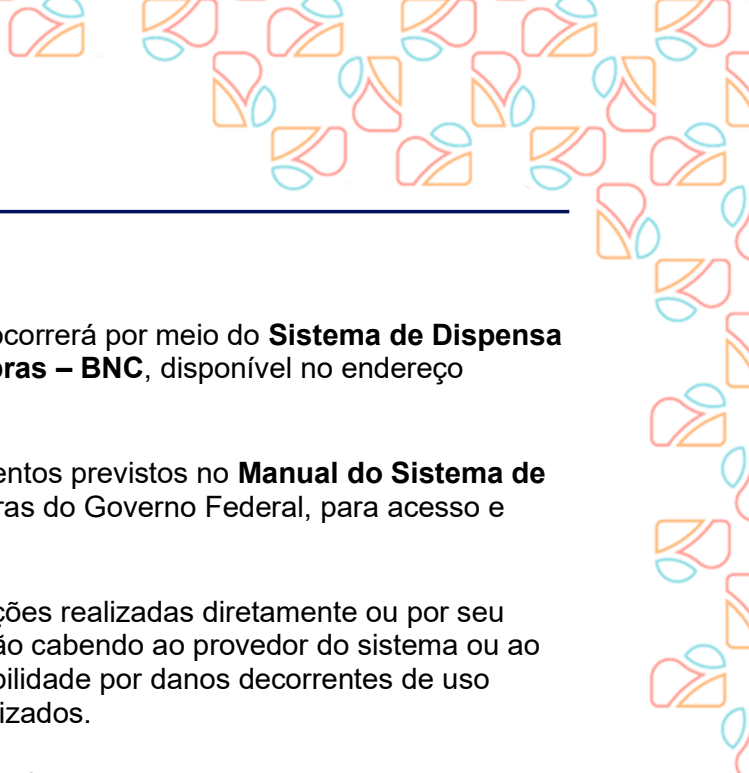 ocorrerá por meio do Sistema de Dispensa
oras – BNC, disponível no endereço
entos previstos no Manual do Sistema de
ras do Governo Federal, para acesso e
ções realizadas diretamente ou por seu
ão cabendo ao provedor do sistema ou ao
bilidade por danos decorrentes de uso
izados.